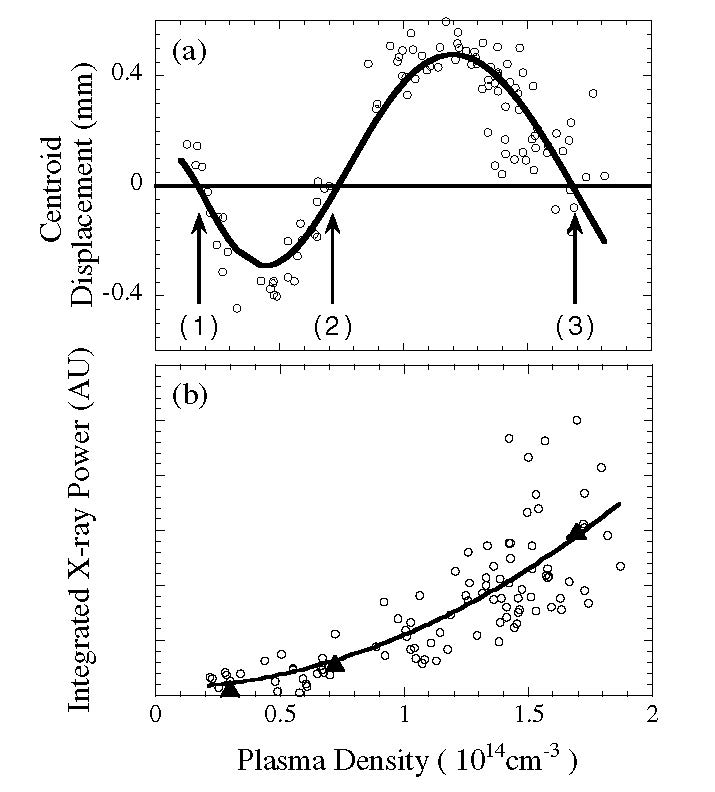 (a)
Centroid
Displacement (mm)
0.4
0
-0.4
(1)
(2)
(3)
(b)
Integrated X-ray Power (AU)
0
0.5
1
1.5
2
Plasma Density ( 10¹⁴cm⁻³ )